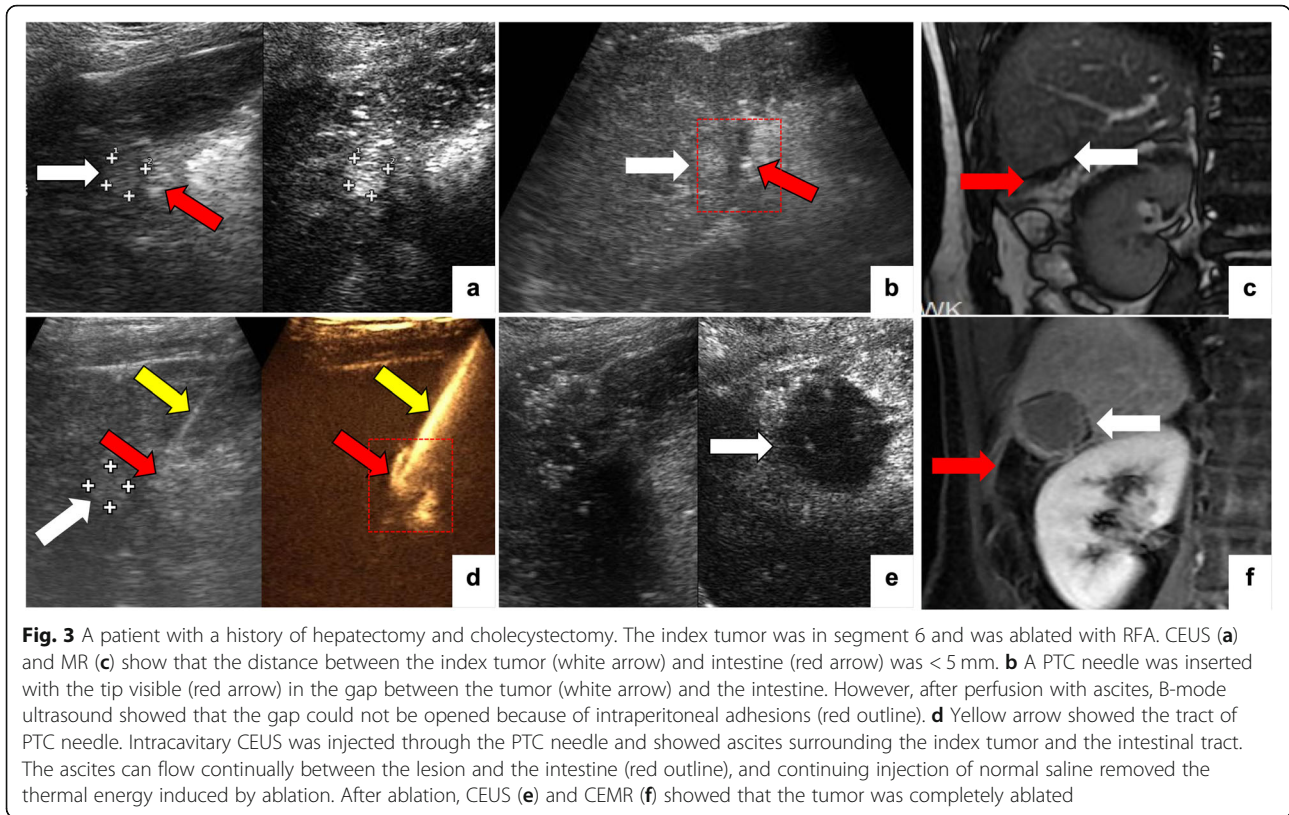 1
2
1
2
a
b
WK
c
d
e
f
Fig. 3 A patient with a history of hepatectomy and cholecystectomy. The index tumor was in segment 6 and was ablated with RFA. CEUS (a)
and MR (c) show that the distance between the index tumor (white arrow) and intestine (red arrow) was < 5 mm. b A PTC needle was inserted
with the tip visible (red arrow) in the gap between the tumor (white arrow) and the intestine. However, after perfusion with ascites, B-mode
ultrasound showed that the gap could not be opened because of intraperitoneal adhesions (red outline). d Yellow arrow showed the tract of
PTC needle. Intracavitary CEUS was injected through the PTC needle and showed ascites surrounding the index tumor and the intestinal tract.
The ascites can flow continually between the lesion and the intestine (red outline), and continuing injection of normal saline removed the
thermal energy induced by ablation. After ablation, CEUS (e) and CEMR (f) showed that the tumor was completely ablated